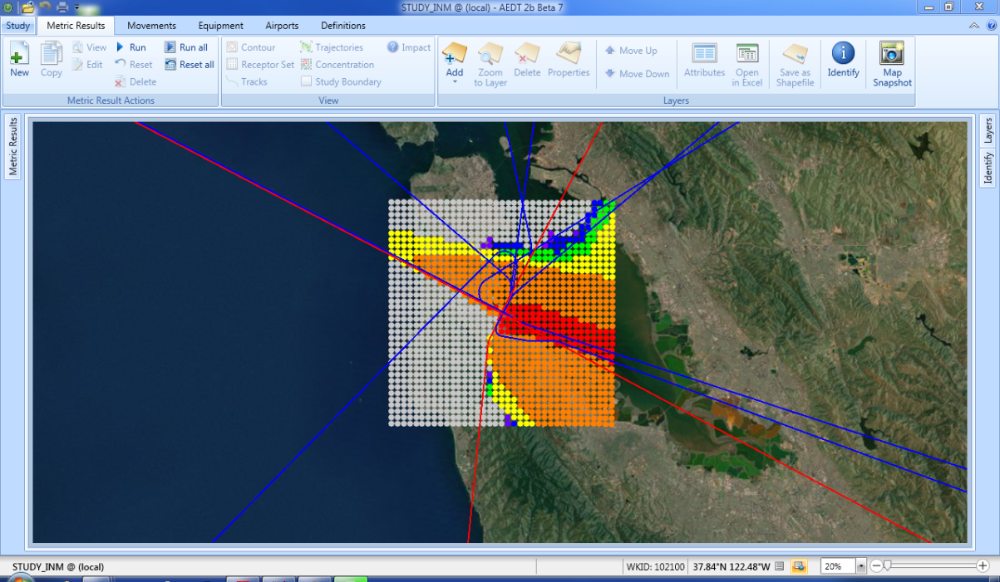 STUDY_INM @ (local) - AEDT 2b Beta 7
Study Metric Results Movements Equipment Airports Definitions
New
Copy
View
Edit
Run
Reset
Delete
Run all
Reset all
Metric Result Actions
Contour
Receptor Set
Tracks
Trajectories
Concentration
Study Boundary
Impact
View
Add
Zoom
to Layer
Delete
Properties
Move Up
Move Down
Attributes
Open
in Excel
Save as
Shapefile
Identify
Map
Snapshot
Layers
Metric Results
Layers
Identify
STUDY_INM @ (local)
WKID: 102100
37.84°N 122.48°W
20%